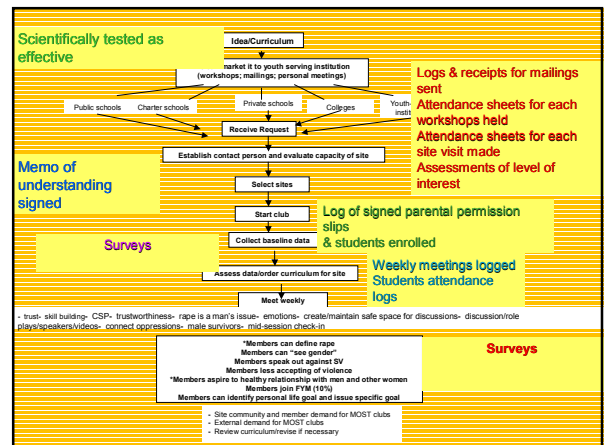 Scientifically tested as
effective
Idea/Curriculum
market it to youth serving institution
(workshops; mailings; personal meetings)
Logs & receipts for mailings
sent
Attendance sheets for each
workshops held
Attendance sheets for each
site visit made
Assessments of level of
interest
Public schools
Charter schools
Private schools
Colleges
Receive Request
Establish contact person and evaluate capacity of site
Memo of
understanding
signed
Select sites
Start club
Log of signed parental permission
slips
& students enrolled
Surveys
Collect baseline data
Weekly meetings logged
Students attendance
logs
Assess data/order curriculum for site
Meet weekly
- trust- skill building- CSP- trustworthiness- rape is a man's issue- emotions- create/maintain safe space for discussions- discussion/role
plays/speakers/videos- connect oppressions- male survivors- mid-session check-in
*Members can define rape
Members can "see gender"
Members speak out against SV
Members less accepting of violence
*Members aspire to healthy relationship with men and other women
Members join FYM (10%)
Members can identify personal life goal and issue specific goal
Surveys
- Site community and member demand for MOST clubs
- External demand for MOST clubs
- Review curriculum/revise if necessary